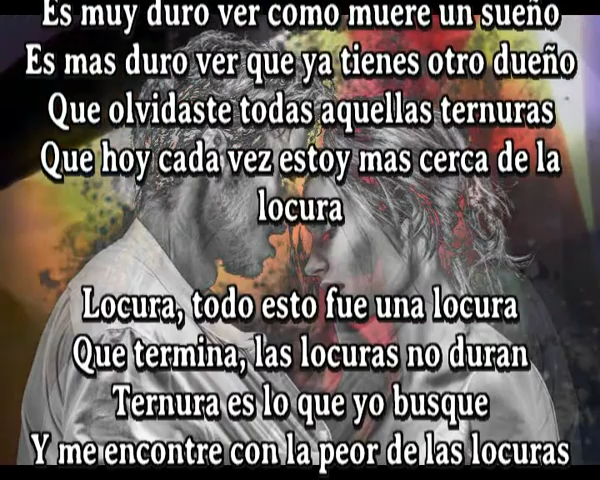 Es muy duro ver como muere un sueño
Es mas duro ver que ya tienes otro dueño
Que olvidaste todas aquellas ternuras
Que hoy cada vez estoy mas cerca de la
locura
Locura, todo esto fue una locura
Que termina, las locuras no duran
Ternura es lo que yo busque
Y me encontre con la peor de las locuras